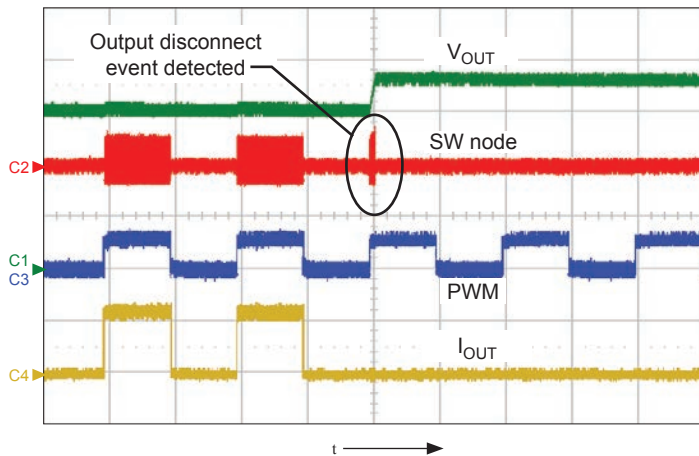 Output disconnect
event detected
VOUT
SW node
C2
C1
C3
PWM
IOUT
C4
t